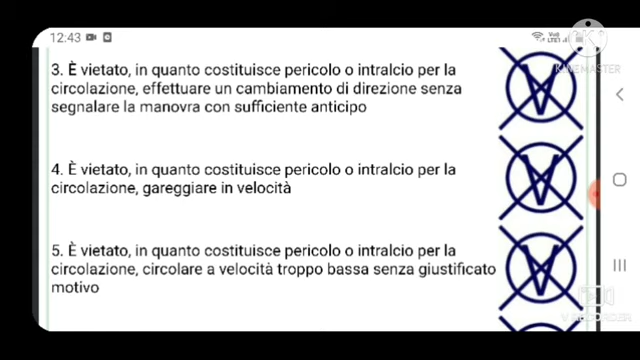 12:43
KINEMASTER
3. È vietato, in quanto costituisce pericolo o intralcio per la
circolazione, effettuare un cambiamento di direzione senza
segnalare la manovra con sufficiente anticipo
V
4. È vietato, in quanto costituisce pericolo o intralcio per la
circolazione, gareggiare in velocità
V
5. È vietato, in quanto costituisce pericolo o intralcio per la
circolazione, circolare a velocità troppo bassa senza giustificato
motivo
V
V RECORDER